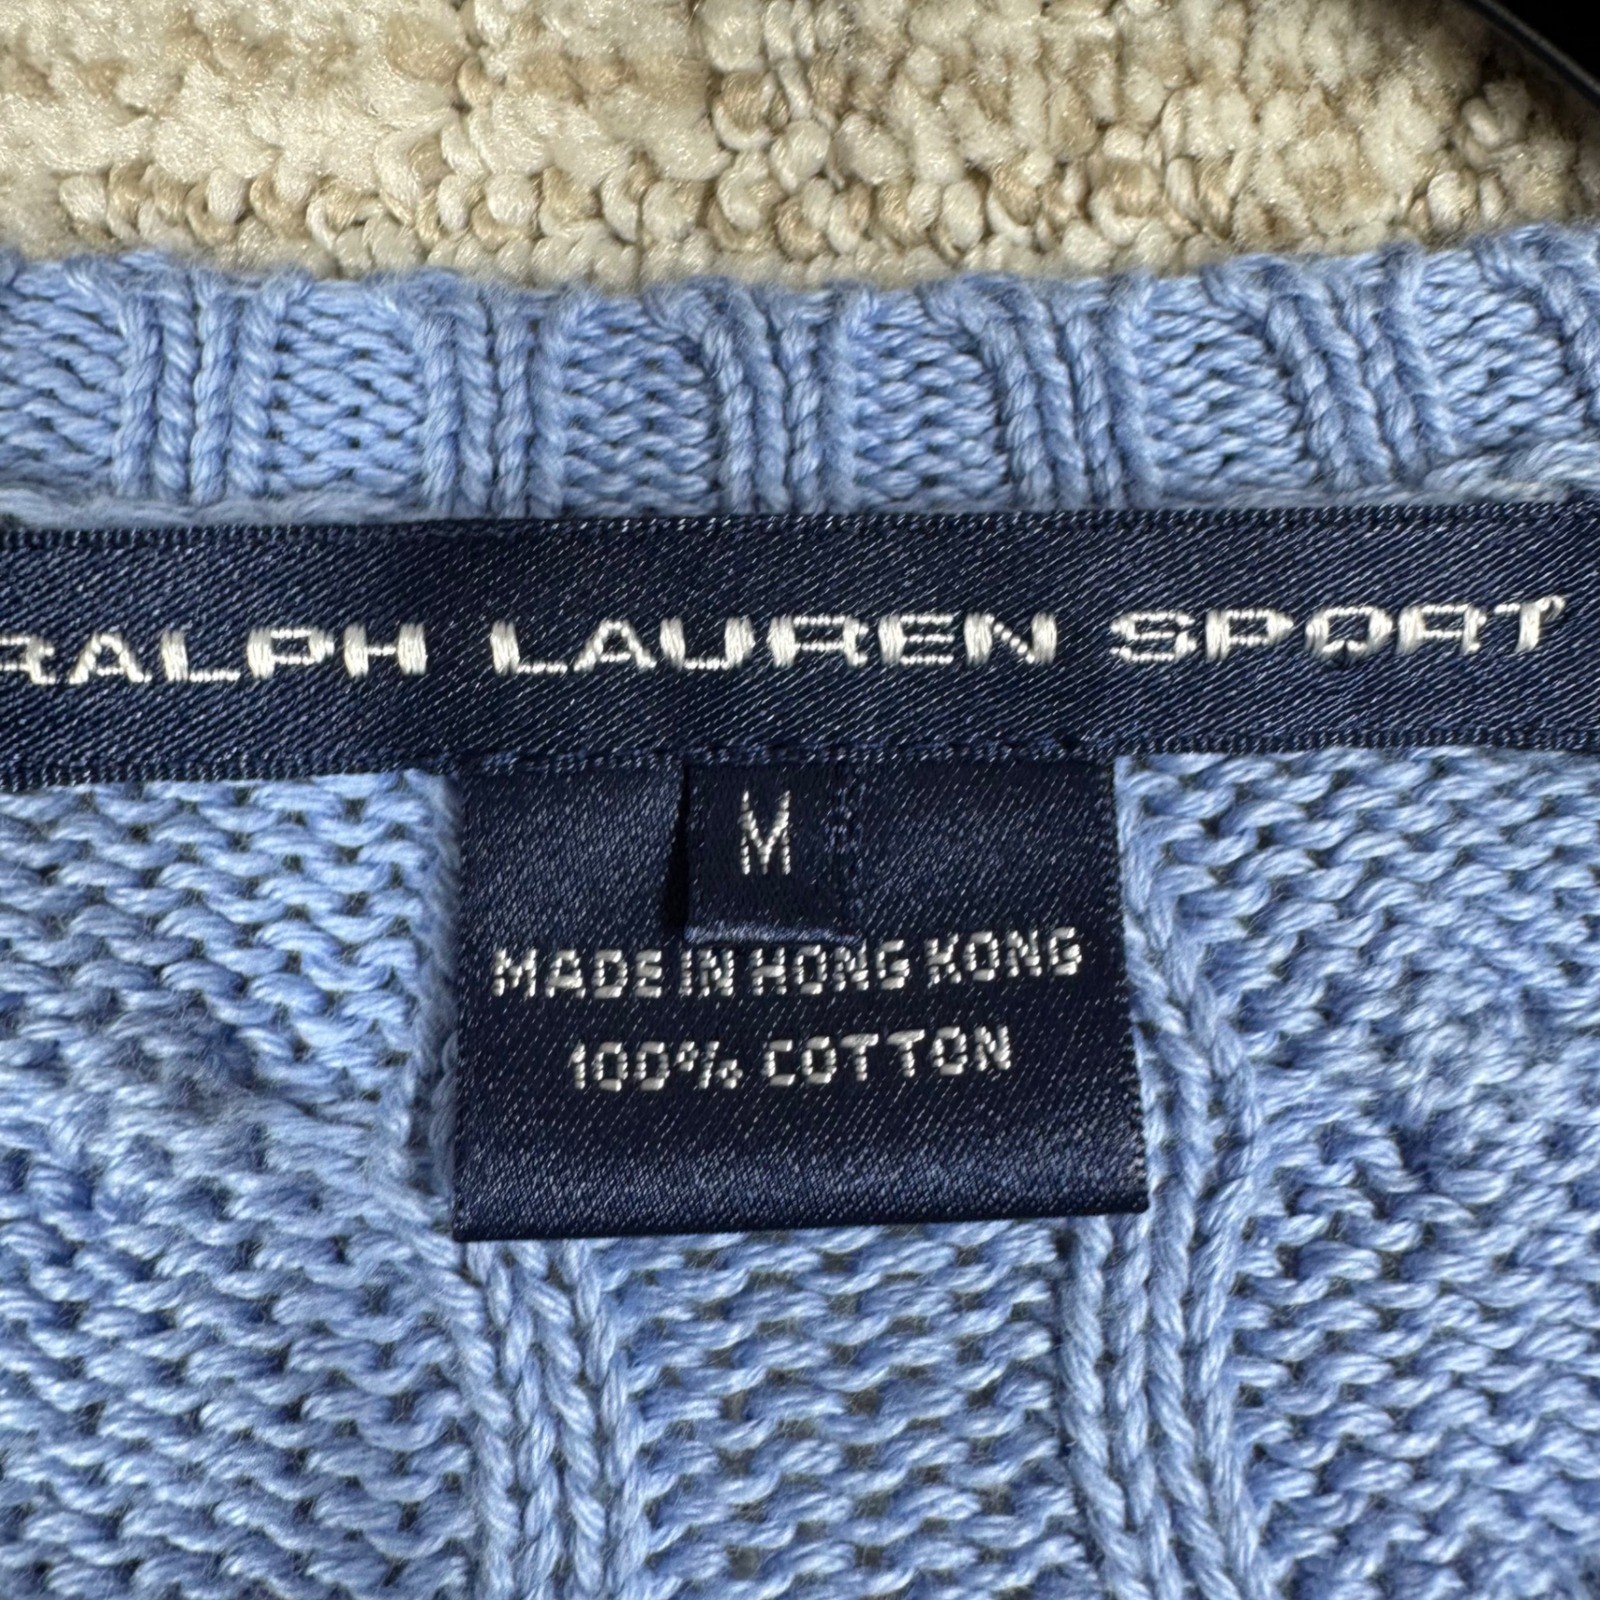 RALPH LAUREN SPORT
M
MADE IN HONG KONG
100% COTTON